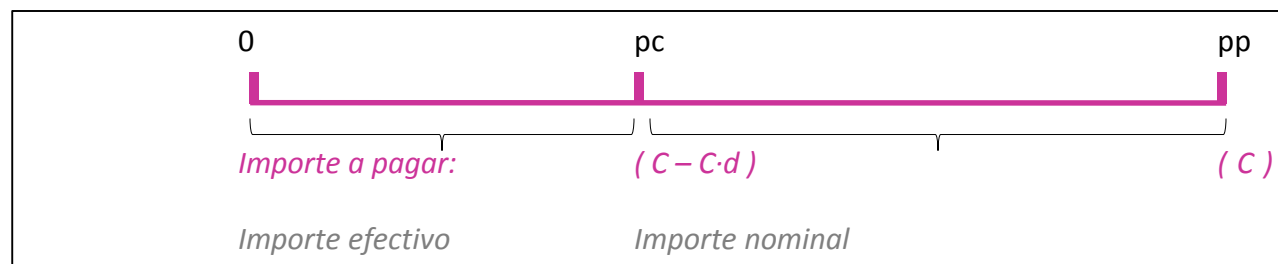 0 pc pp
Importe a pagar: ( C – C·d ) ( C )
Importe efectivo Importe nominal